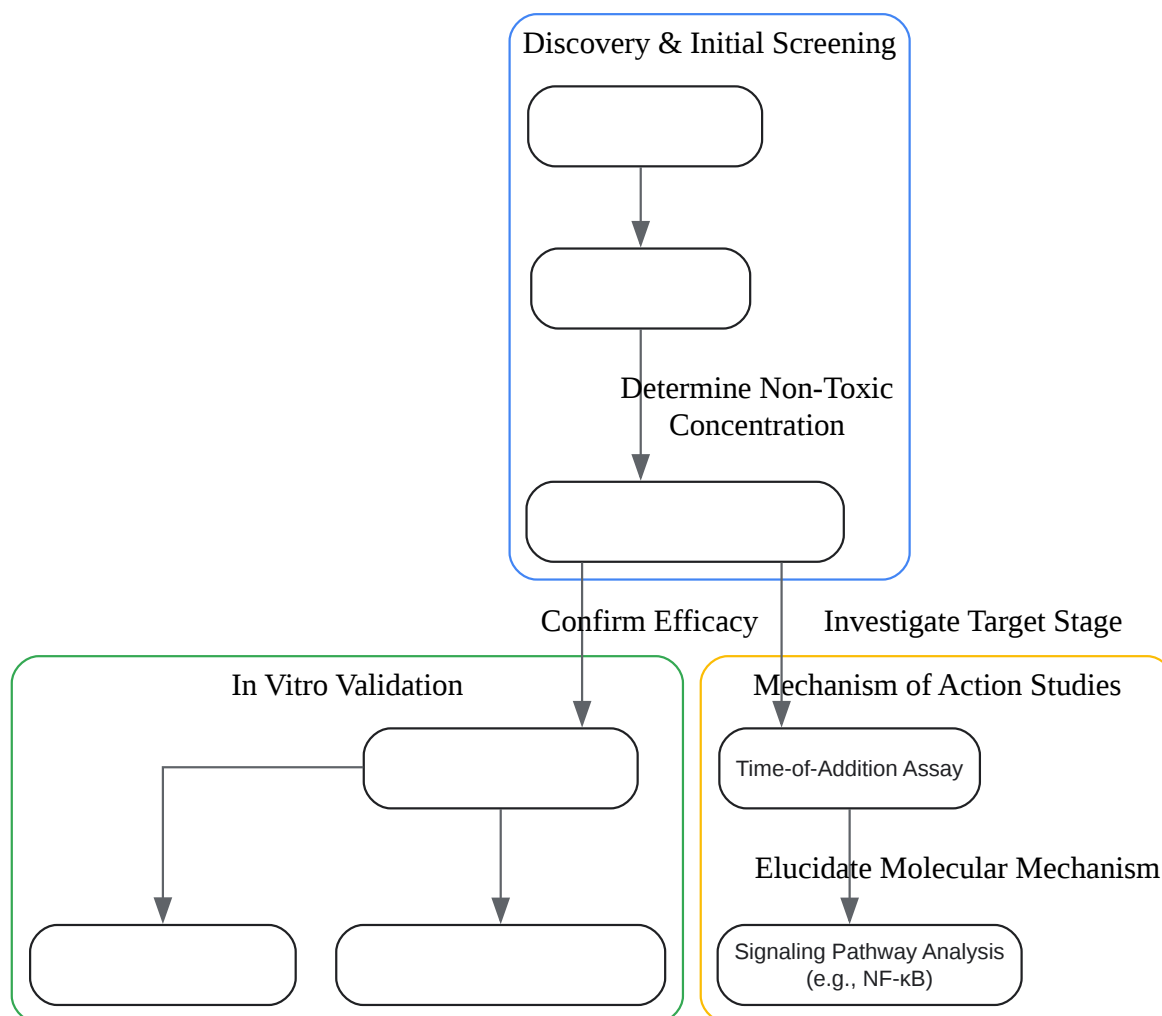 Discovery & Initial Screening
Determine Non-Toxic
Concentration
Confirm Efficacy
Investigate Target Stage
In Vitro Validation
Mechanism of Action Studies
Time-of-Addition Assay
Elucidate Molecular Mechanism
Signaling Pathway Analysis
(e.g., NF-κB)